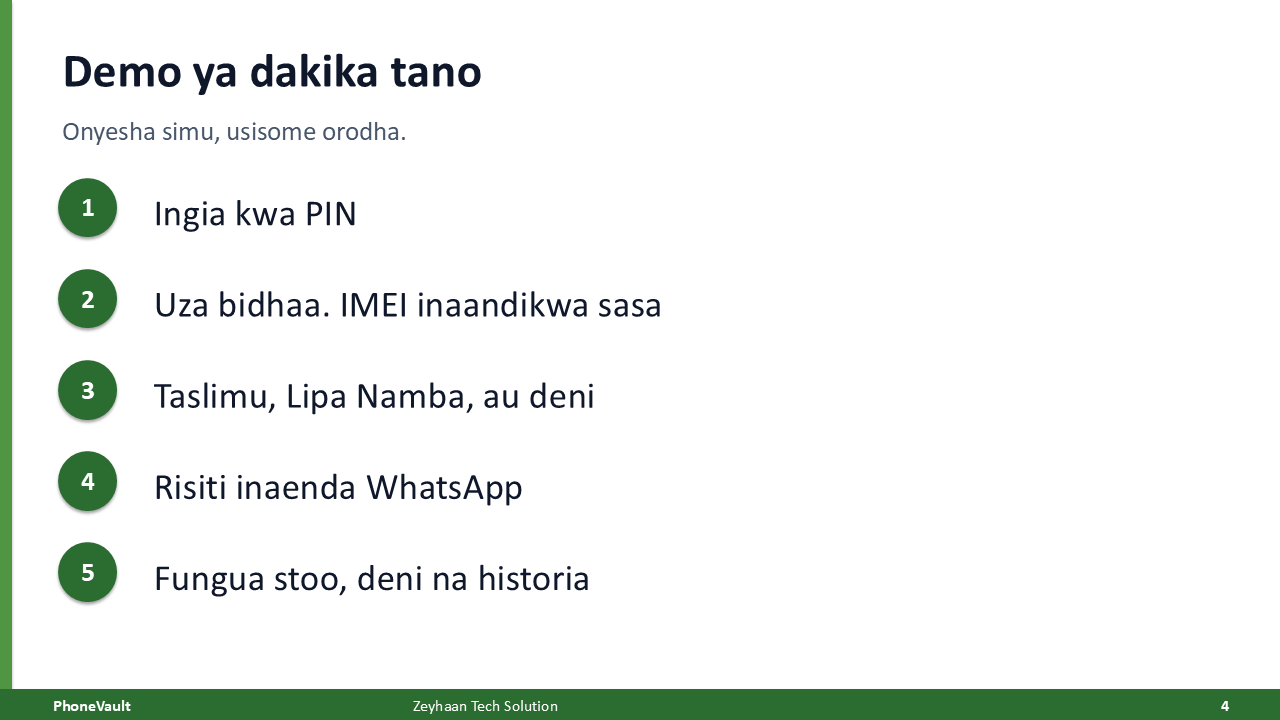 Demo ya dakika tano
Onyesha simu, usisome orodha.
1 Ingia kwa PIN
2 Uza bidhaa. IMEI inaandikwa sasa
3 Taslimu, Lipa Namba, au deni
4 Risiti inaenda WhatsApp
5 Fungua stoo, deni na historia
PhoneVault Zeyhaan Tech Solution 4